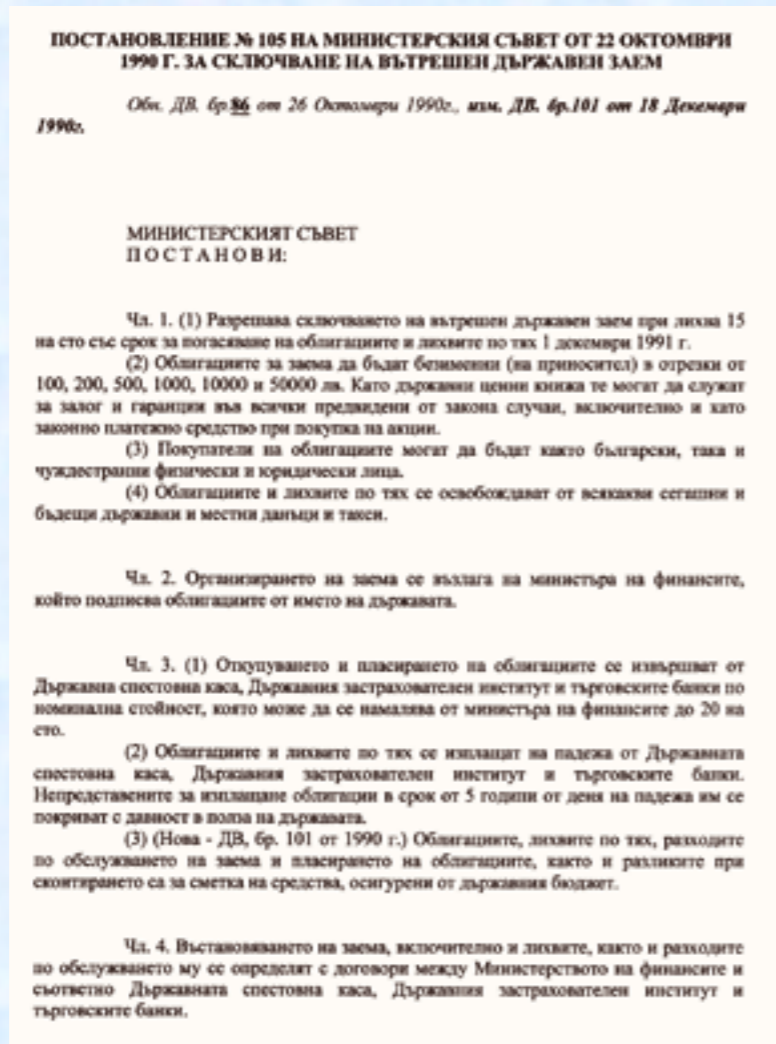 ПОСТАНОВЛЕНИЕ № 105 НА МИНИСТЕРСКИЯ СЪВЕТ ОТ 22 ОКТОМВРИ
1990 Г. ЗА СКЛЮЧВАНЕ НА ВЪТРЕШЕН ДЪРЖАВЕН ЗАЕМ
Обн. ДВ. бр.86 от 26 Октомври 1990г., изм. ДВ. бр.101 от 18 Декември
1990г.
МИНИСТЕРСКИЯТ СЪВЕТ
П О С Т А Н О В И:
Чл. 1. (1) Разрешава сключването на вътрешен държавен заем при лихва 15
на сто със срок за погасяване на облигациите и лихвите по тях 1 декември 1991 г.
(2) Облигациите за заема да бъдат безименни (на приносител) в отрезки от
100, 200, 500, 1000, 10000 и 50000 лв. Като държавни ценни книжа те могат да служат
за залог и гаранции във всички предвидени от закона случаи, включително и като
законно платежно средство при покупка на акции.
(3) Покупатели на облигациите могат да бъдат както български, така и
чуждестранни физически и юридически лица.
(4) Облигациите и лихвите по тях се освобождават от всякакви сегашни и
бъдещи държавни и местни данъци и такси.
Чл. 2. Организирането на заема се възлага на министъра на финансите,
който подписва облигациите от името на държавата.
Чл. 3. (1) Откупуването и пласирането на облигациите се извършват от
Държавна спестовна каса, Държавния застрахователен институт и търговските банки по
номинална стойност, която може да се намалява от министъра на финансите до 20 на
сто.
(2) Облигациите и лихвите по тях се изплащат на падежа от Държавната
спестовна каса, Държавния застрахователен институт и търговските банки.
Непредставените за изплащане облигации в срок от 5 години от деня на падежа им се
покриват с давност в полза на държавата.
(3) (Нова - ДВ, бр. 101 от 1990 г.) Облигациите, лихвите по тях, разходите
по обслужването на заема и пласирането на облигациите, както и разликите при
сконтирането са за сметка на средства, осигурени от държавния бюджет.
Чл. 4. Въстановяването на заема, включително и лихвите, както и разходите
по обслужването му се определят с договори между Министерството на финансите и
съответно Държавната спестовна каса, Държавния застрахователен институт и
търговските банки.